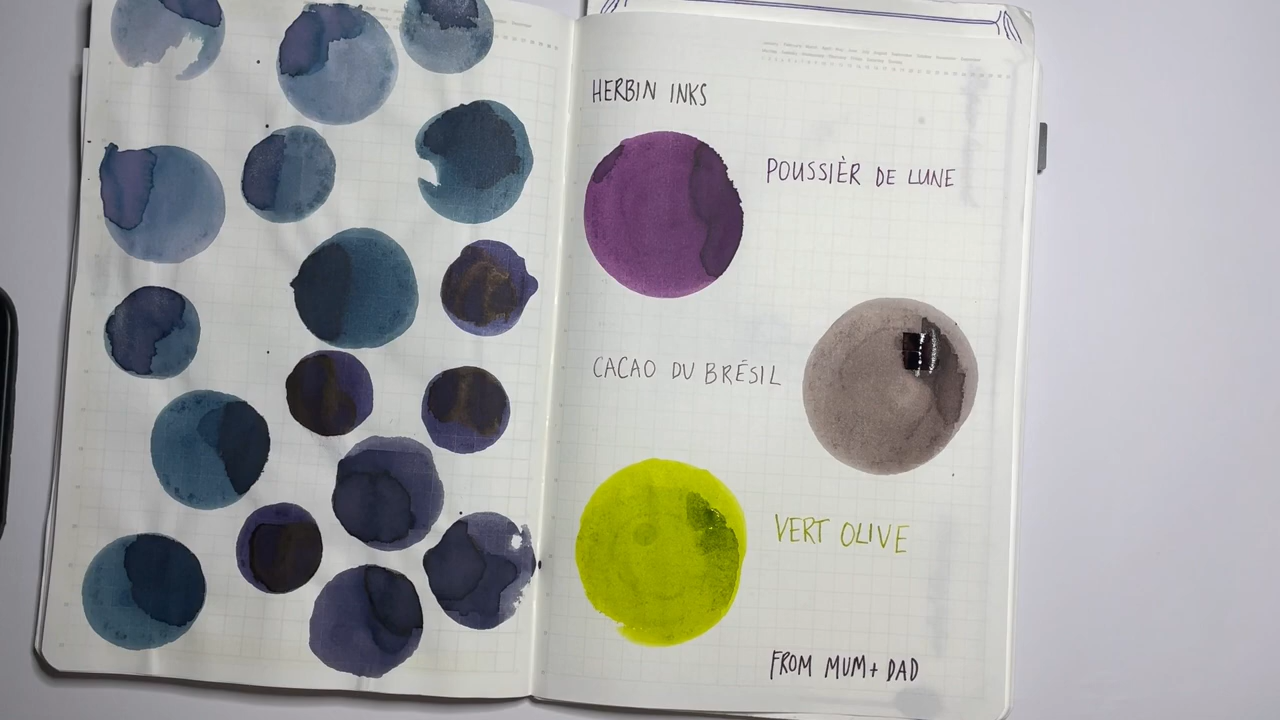 HERBIN INKS
POUSSIÈR DE LUNE
CACAO DU BRÉSIL
VERT OLIVE
FROM MUM + DAD